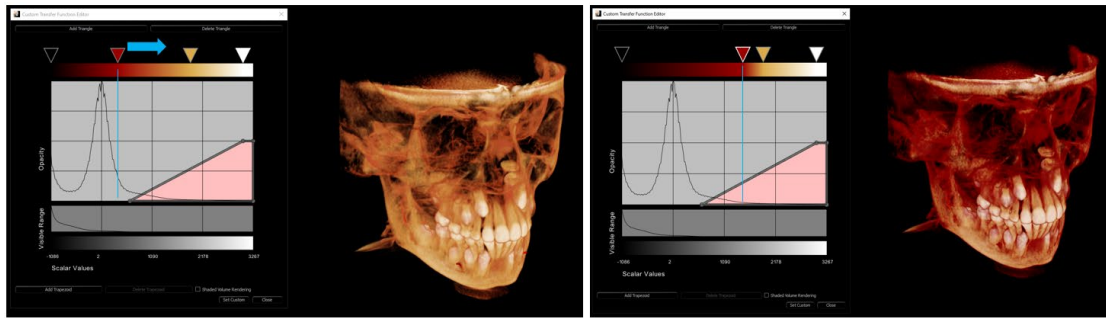 Custom Transfer Function Editor
Add Triangle
Delete Triangle
Opacity
Visible Range
-1086
2
1090
2178
3267
Scalar Values
Add Trapezoid
Delete Trapezoid
Shaded Volume Rendering
Set Custom
Close
Custom Transfer Function Editor
Add Triangle
Delete Triangle
Opacity
Visible Range
-1086
2
1090
2178
3267
Scalar Values
Add Trapezoid
Delete Trapezoid
Shaded Volume Rendering
Set Custom
Close